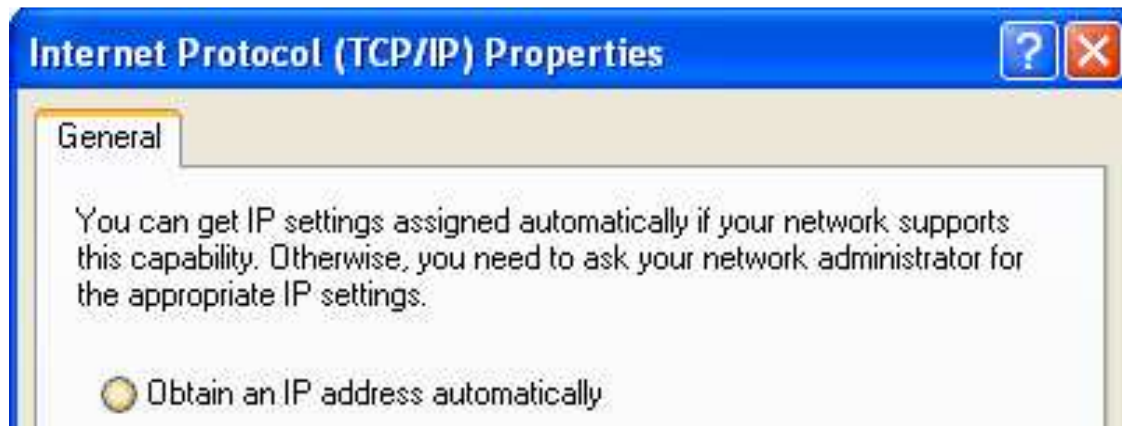 Internet Protocol (TCP/IP) Properties
?
General
You can get IP settings assigned automatically if your network supports
this capability. Otherwise, you need to ask your network administrator for
the appropriate IP settings.
Obtain an IP address automatically